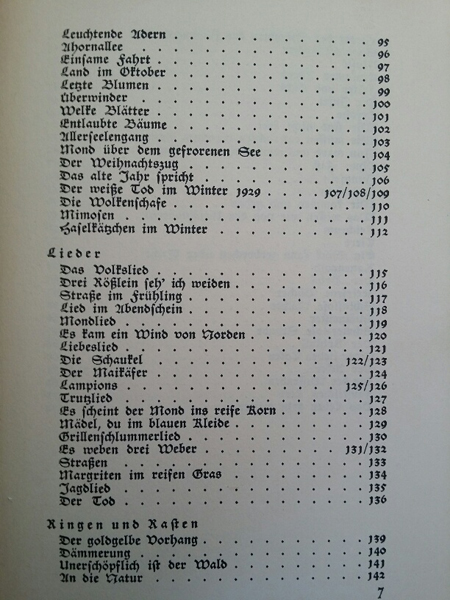 Leuchtende Adern . . . . . . . . . . . . . 95
Ahornallee . . . . . . . . . . . . . . 96
Einsame Fahrt . . . . . . . . . . . . . 97
Land im Oktober . . . . . . . . . . . . . 98
Letzte Blumen . . . . . . . . . . . . . 99
Überwinder . . . . . . . . . . . . . . 100
Welke Blätter . . . . . . . . . . . . . 101
Entlaubte Bäume . . . . . . . . . . . . . 102
Allerseelengang . . . . . . . . . . . . . 103
Mond über dem gefrorenen See . . . . . . . . 104
Der Weihnachtszug . . . . . . . . . . . . 105
Das alte Jahr spricht . . . . . . . . . . . 106
Der weiße Tod im Winter 1929 . . . . 107/108/109
Die Wolkenschafe . . . . . . . . . . . . 110
Mimosen . . . . . . . . . . . . . . . 111
Haselkätzchen im Winter . . . . . . . . . . 112
Lieder
Das Volkslied . . . . . . . . . . . . . 115
Drei Rößlein seh' ich weiden . . . . . . . . . 116
Straße im Frühling . . . . . . . . . . . . 117
Lied im Abendschein . . . . . . . . . . . 118
Mondlied . . . . . . . . . . . . . . . 119
Es kam ein Wind von Norden . . . . . . . . 120
Liebeslied . . . . . . . . . . . . . . . 121
Die Schaukel . . . . . . . . . . . . 122/123
Der Maikäfer . . . . . . . . . . . . . . 124
Lampions . . . . . . . . . . . . . 125/126
Trutzlied . . . . . . . . . . . . . . . 127
Es scheint der Mond ins reife Korn . . . . . . 128
Mädel, du im blauen Kleide . . . . . . . . . 129
Grillenschlummerlied . . . . . . . . . . . 130
Es weben drei Weber . . . . . . . . . 131/132
Straßen . . . . . . . . . . . . . . . 133
Margriten im reifen Gras . . . . . . . . . . 134
Jagdlied . . . . . . . . . . . . . . . 135
Der Tod . . . . . . . . . . . . . . . 136
Ringen und Rasten
Der goldgelbe Vorhang . . . . . . . . . . . 139
Dämmerung . . . . . . . . . . . . . . 140
Unerschöpflich ist der Wald . . . . . . . . . 141
An die Natur . . . . . . . . . . . . . . 142
7